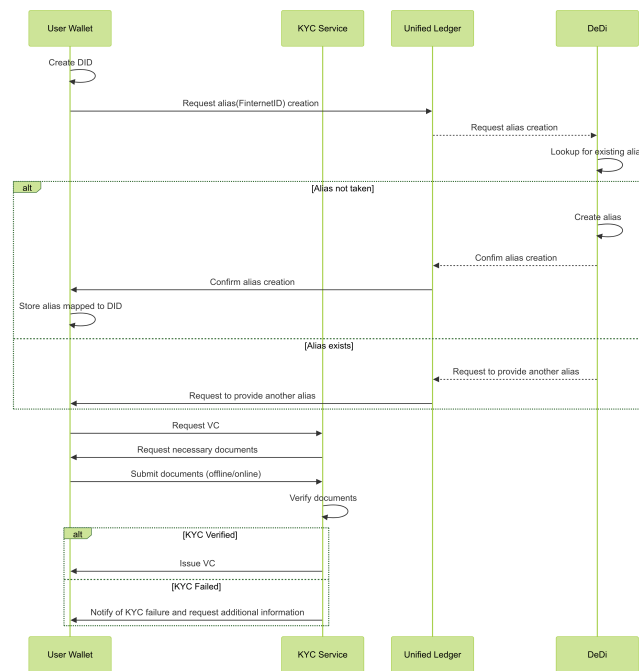 User Wallet
KYC Service
Unified Ledger
DeDi
Create DID
Request alias(FinternetID) creation
Request alias creation
Lookup for existing alia
alt
[Alias not taken]
Create alias
Confim alias creation
Confirm alias creation
Store alias mapped to DID
[Alias exists]
Request to provide another alias
Request to provide another alias
Request VC
Request necessary documents
Submit documents (offline/online)
Verify documents
alt
[KYC Verified]
Issue VC
[KYC Failed]
Notify of KYC failure and request additional information
User Wallet
KYC Service
Unified Ledger
DeDi